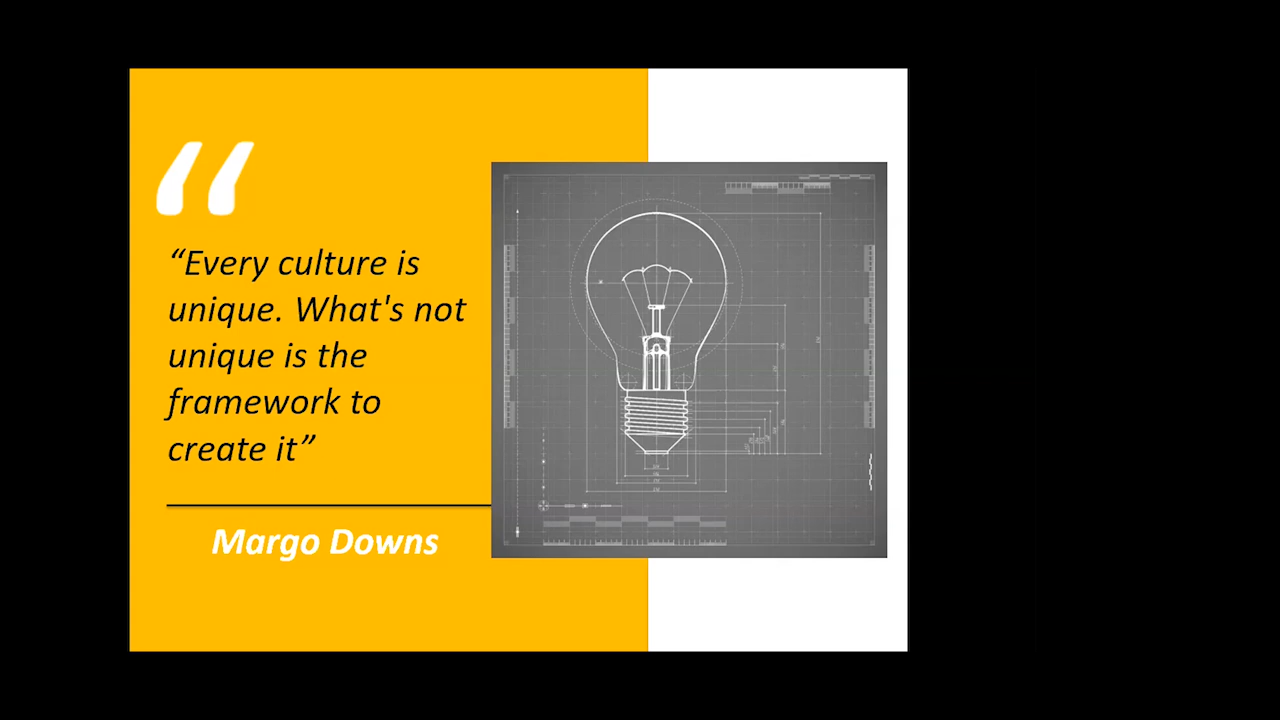 “
“Every culture is
unique. What's not
unique is the
framework to
create it”
Margo Downs